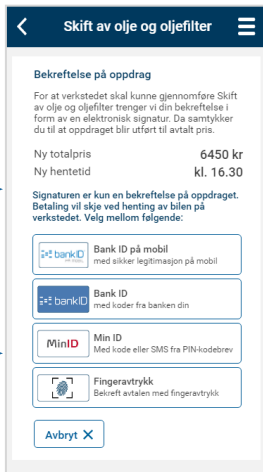 Skift av olje og oljefilter
Bekreftelse på oppdrag
For at verkstedet skal kunne gjennomføre Skift
av olje og oljefilter trenger vi din bekreftelse i
form av en elektronisk signatur. Da samtykker
du til at oppdraget blir utført til avtalt pris.
Ny totalpris 6450 kr
Ny hentetid kl. 16.30
Signaturen er kun en bekreftelse på oppdraget.
Betaling vil skje ved henting av bilen på
verkstedet. Velg mellom følgende:
bankID
Bank ID på mobil
med sikker legitimasjon på mobil
bankID
Bank ID
med koder fra banken din
MinID
Min ID
Med kode eller SMS fra PIN-kodebrev
Fingeravtrykk
Bekreft avtalen med fingeravtrykk
Avbryt X